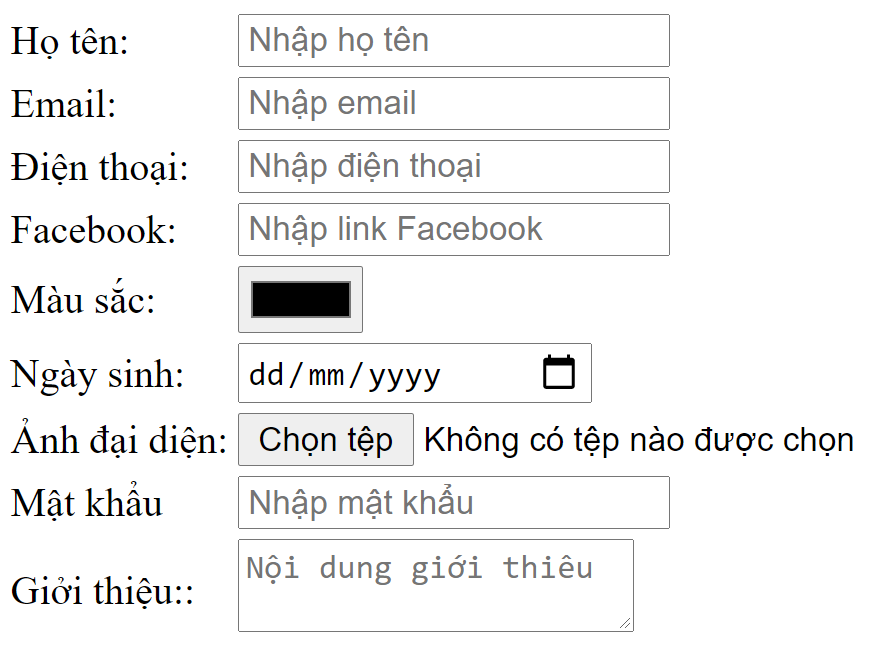 Họ tên: Nhập họ tên
Email: Nhập email
Điện thoại: Nhập điện thoại
Facebook: Nhập link Facebook
Màu sắc:
Ngày sinh: dd/mm/yyyy
Ảnh đại diện: Chọn tệp Không có tệp nào được chọn
Mật khẩu Nhập mật khẩu
Giởi thiệu:: Nội dung giới thiêu